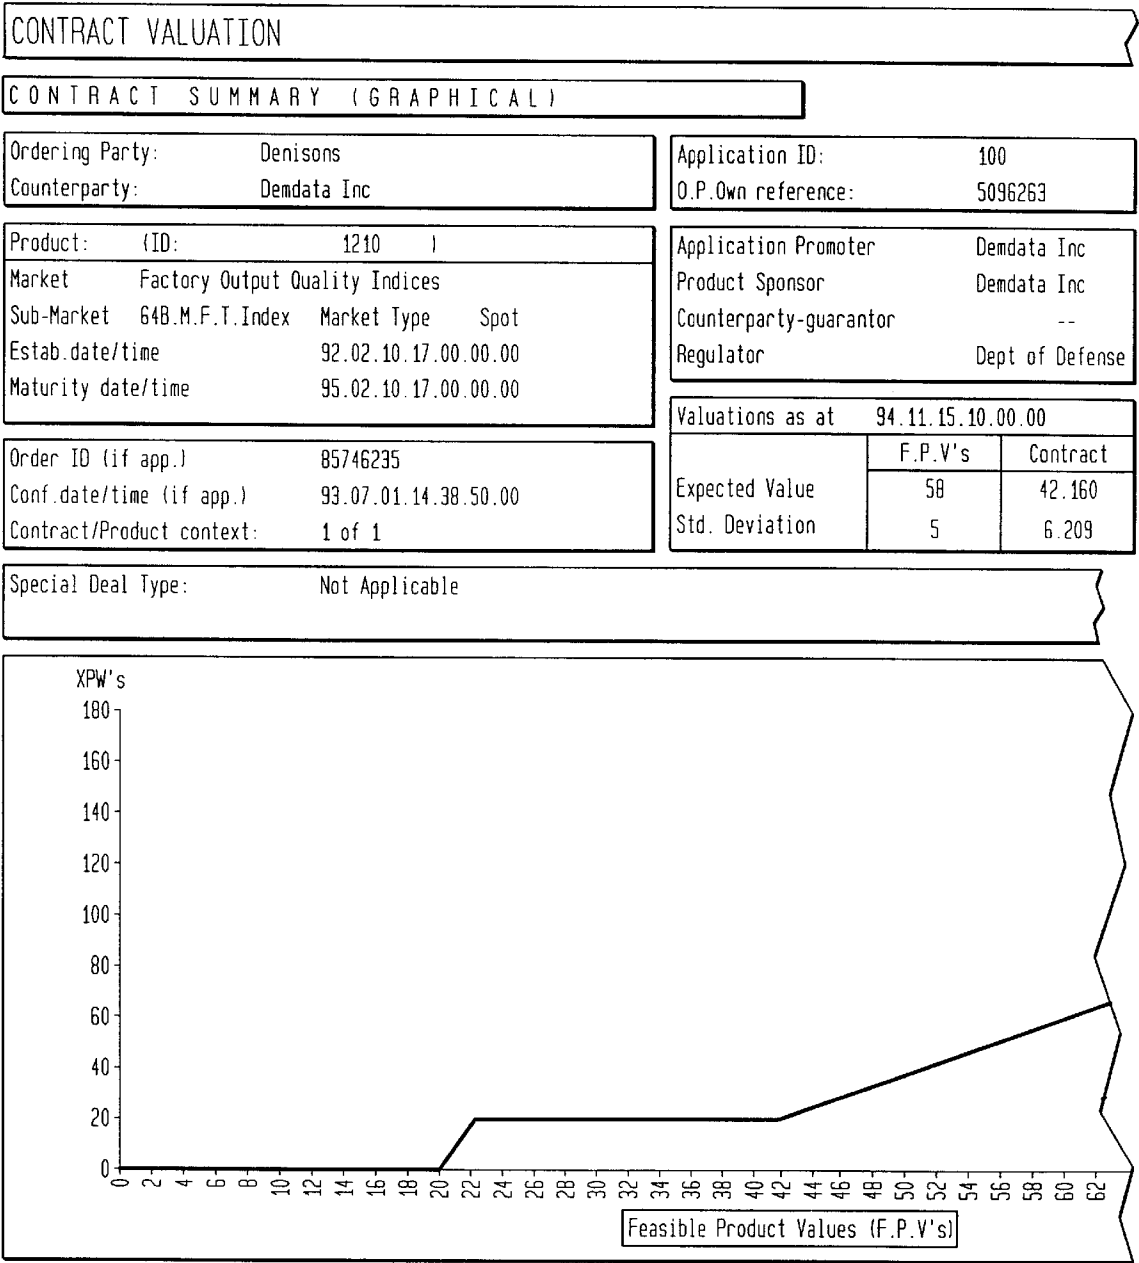 CONTRACT VALUATION
CONTRACT SUMMARY (GRAPHICAL)
Ordering Party: Denisons
Counterparty: Demdata Inc
Application ID: 100
O.P.Own reference: 5096263
Product: (ID: 1210 )
Market Factory Output Quality Indices
Sub-Market 64B.M.F.T.Index Market Type Spot
Estab.date/time 92.02.10.17.00.00.00
Maturity date/time 95.02.10.17.00.00.00
Application Promoter Demdata Inc
Product Sponsor Demdata Inc
Counterparty-guarantor --
Regulator Dept of Defense
Order ID (if app.) 85746235
Conf.date/time (if app.) 93.07.01.14.38.50.00
Contract/Product context: 1 of 1
Valuations as at 94.11.15.10.00.00
F.P.V's Contract
Expected Value 58 42.160
Std. Deviation 5 6.209
Special Deal Type: Not Applicable
XPW's
180
160
140
120
100
80
60
40
20
0
0 2 4 6 8 10 12 14 16 18 20 22 24 26 28 30 32 34 36 38 40 42 44 46 48 50 52 54 56 58 60 62
Feasible Product Values (F.P.V's)